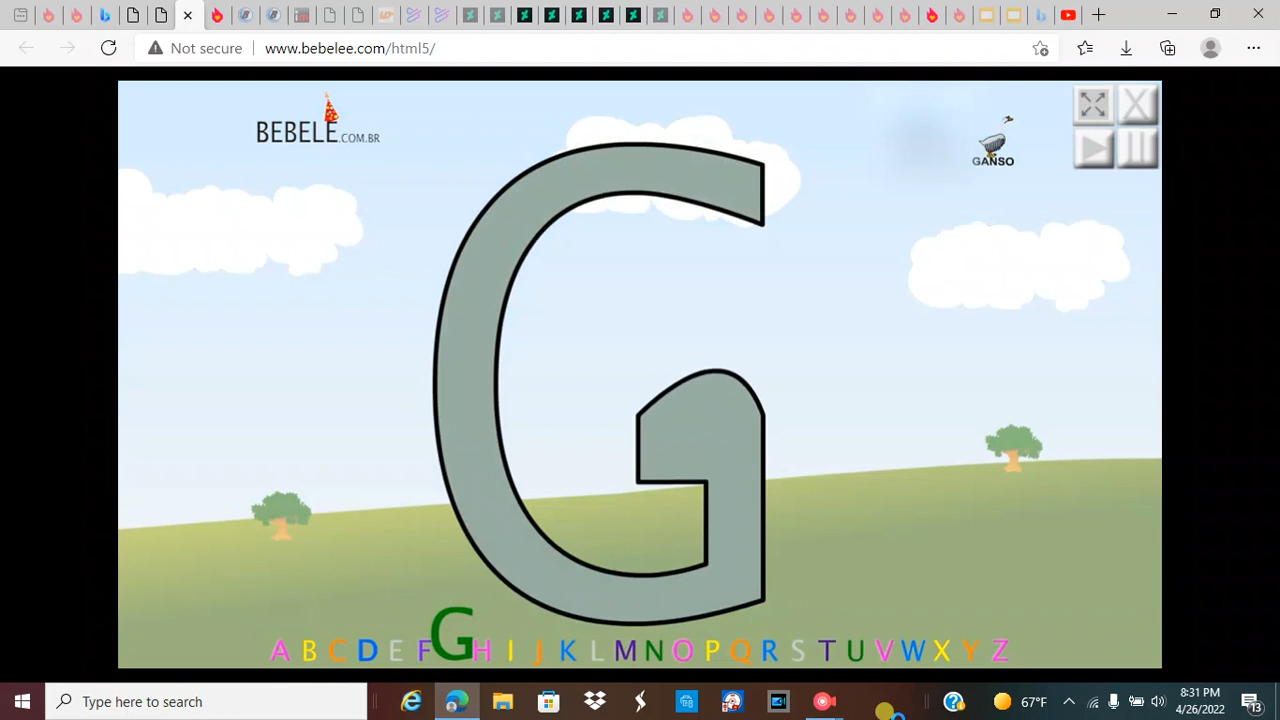 Not secure
www.bebelee.com/html5/
BEBELE.COM.BR
GANSO
G
A B C D E F G H I J K L M N O P Q R S T U V W X Y Z
Type here to search
67°F
8:31 PM
4/26/2022
13